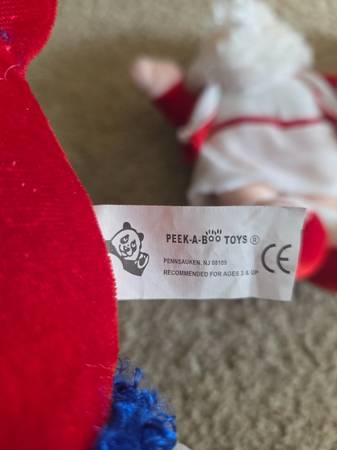 PEEK-A-BOO TOYS ®
PENNSAUKEN, NJ 08109
RECOMMENDED FOR AGES 3 & UP
CE